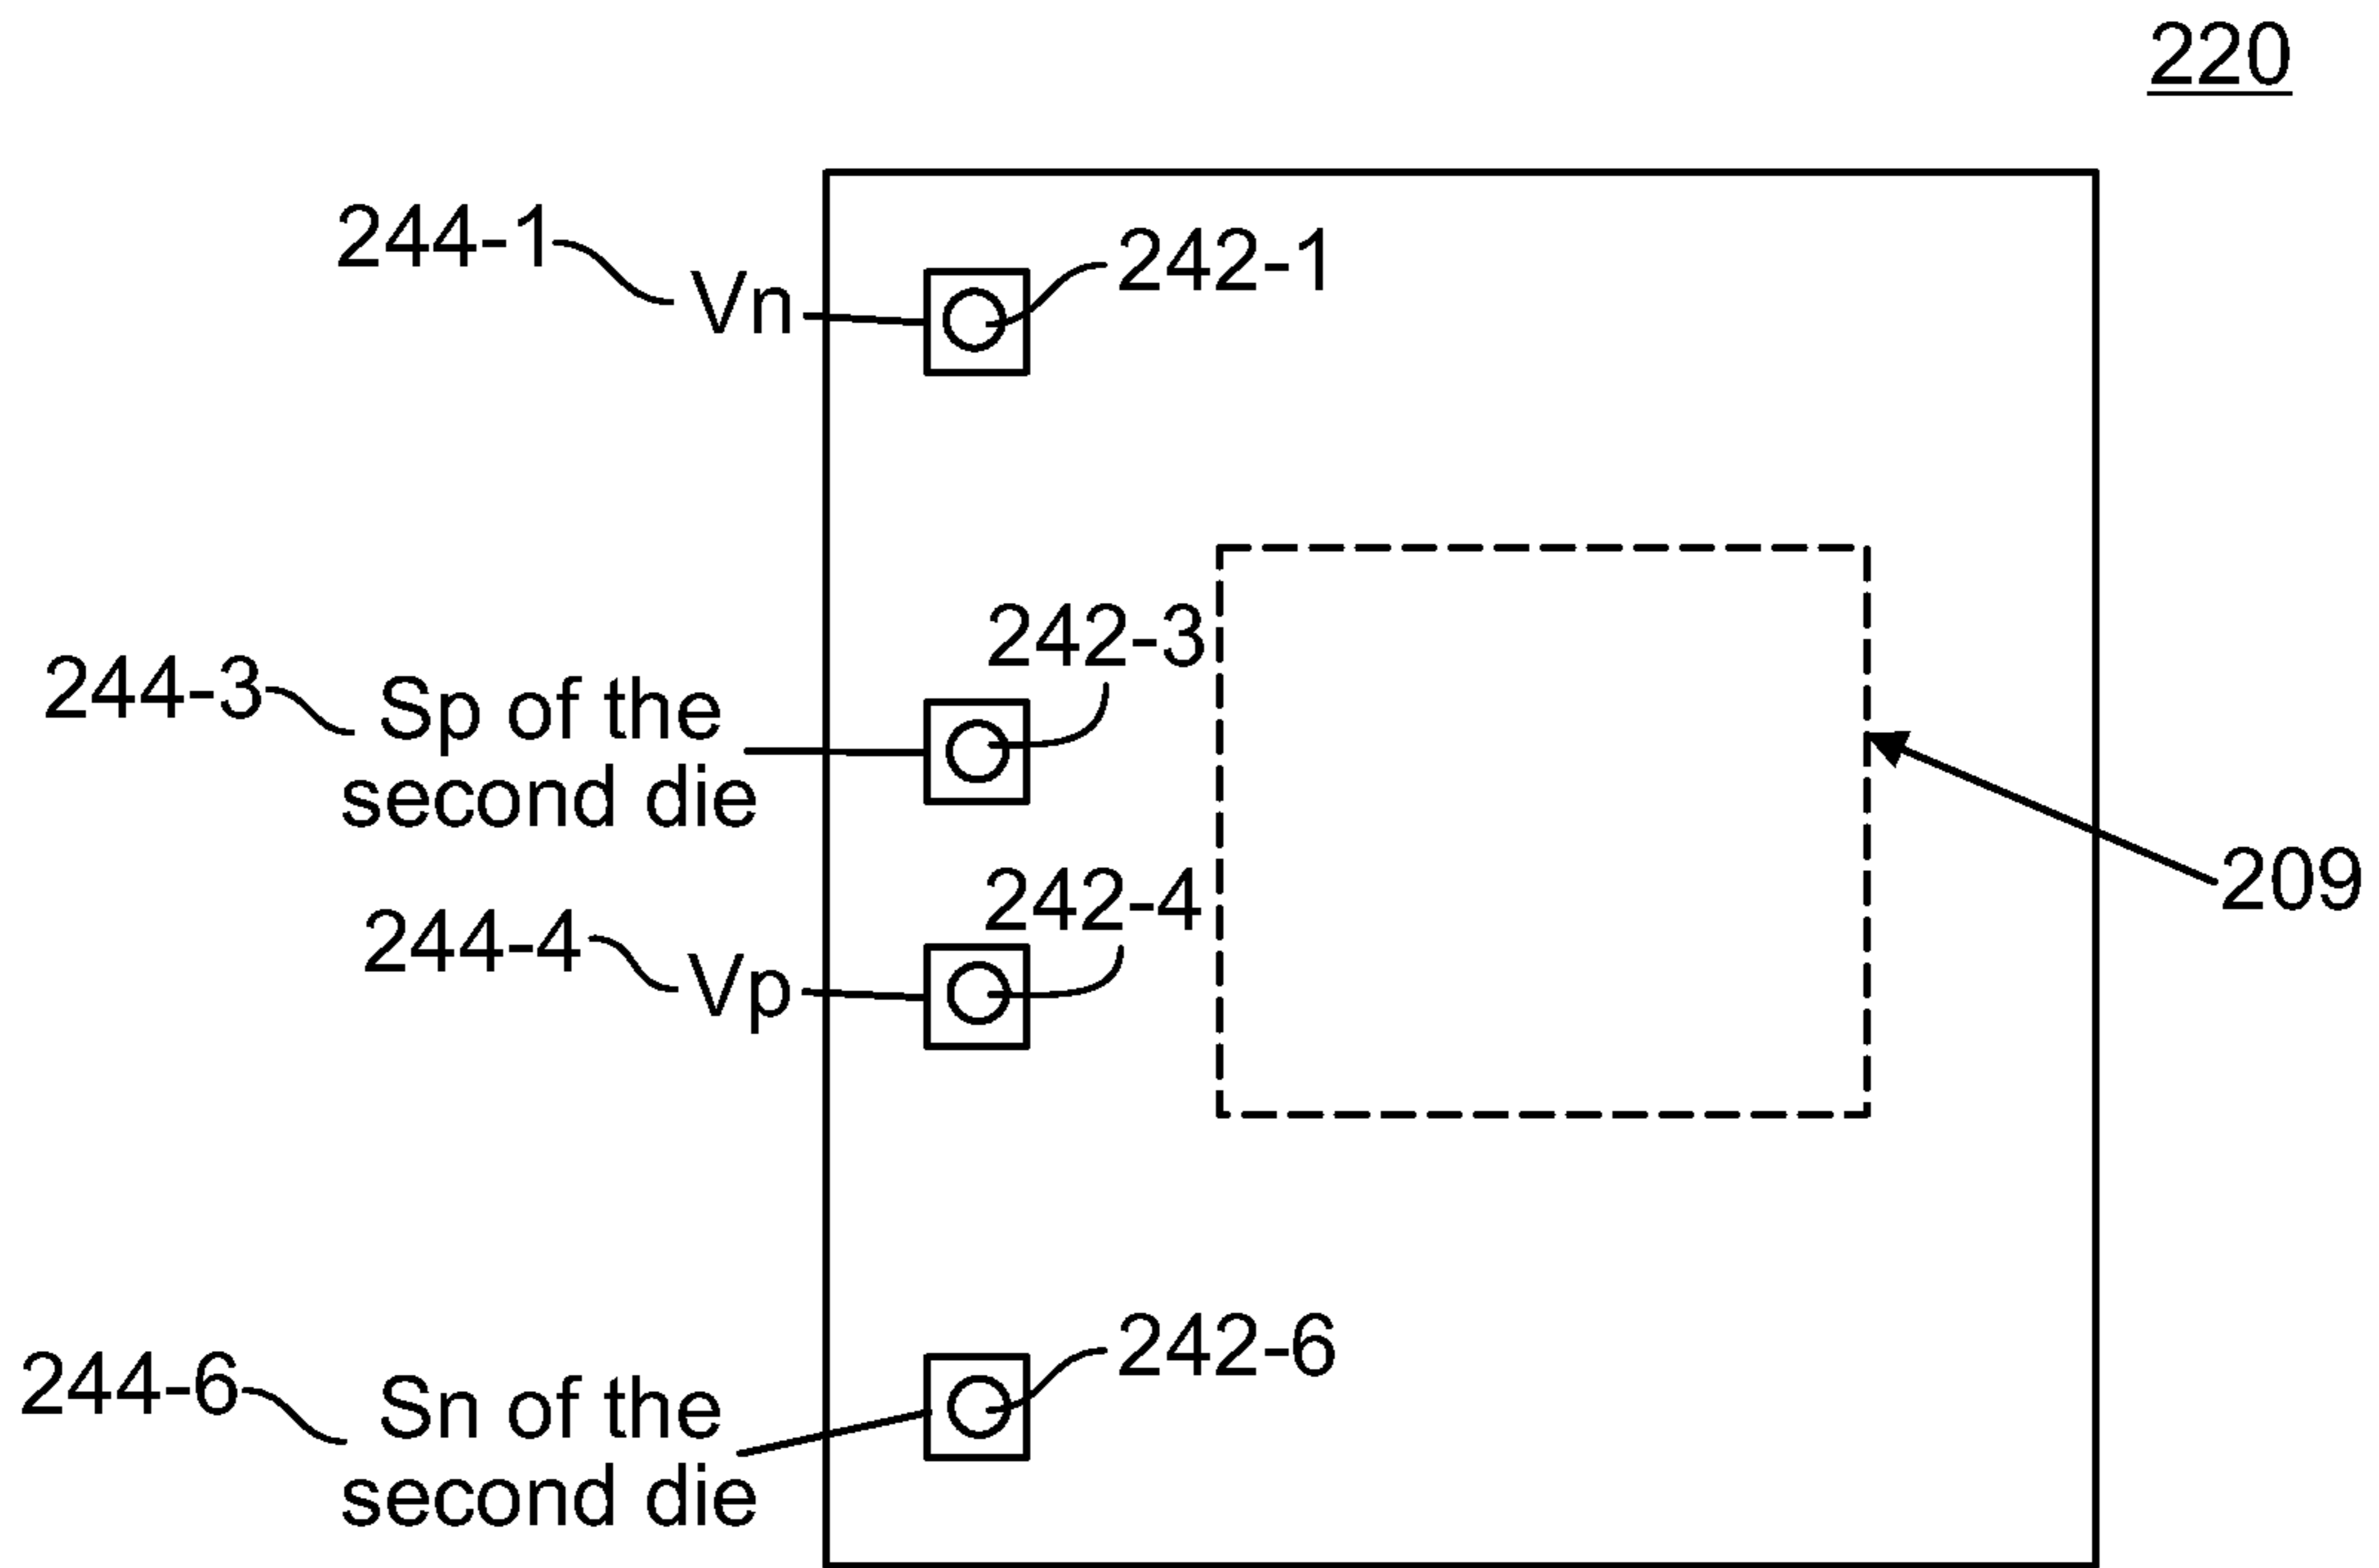 220
244-1
Vn
242-1
242-3
244-3
Sp of the
second die
242-4
244-4
Vp
209
242-6
244-6
Sn of the
second die